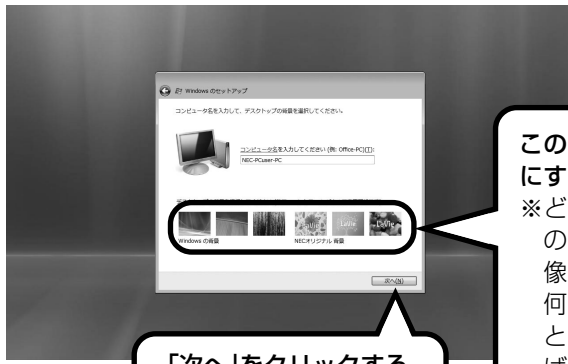 Windows のセットアップ
コンピュータ名を入力して、デスクトップの背景を選択してください。
コンピュータ名を入力してください (例: Office-PC)(T):
NEC-PCuser-PC
LaVie
LaVie
LaVie
Windows の背景
NECオリジナル 背景
次へ(N)
「次へ」をクリックする
この
にす
※ど
の
像
何
と
ば